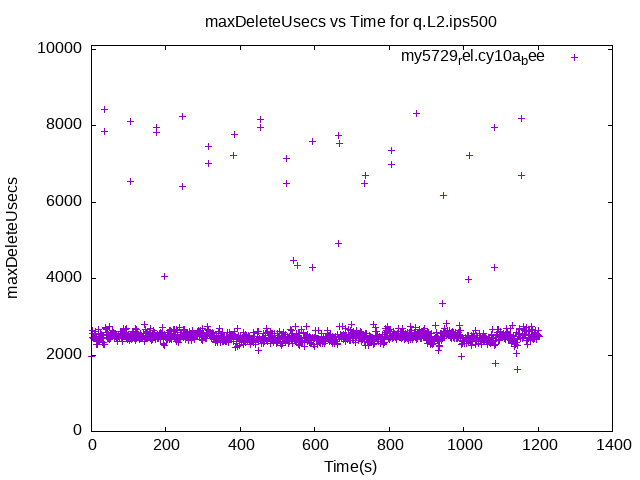 maxDeleteUsecs vs Time for q.L2.ips500
my5729rel.cy10abee
maxDeleteUsecs
10000
8000
6000
4000
2000
0
0 200 400 600 800 1000 1200 1400
Time(s)